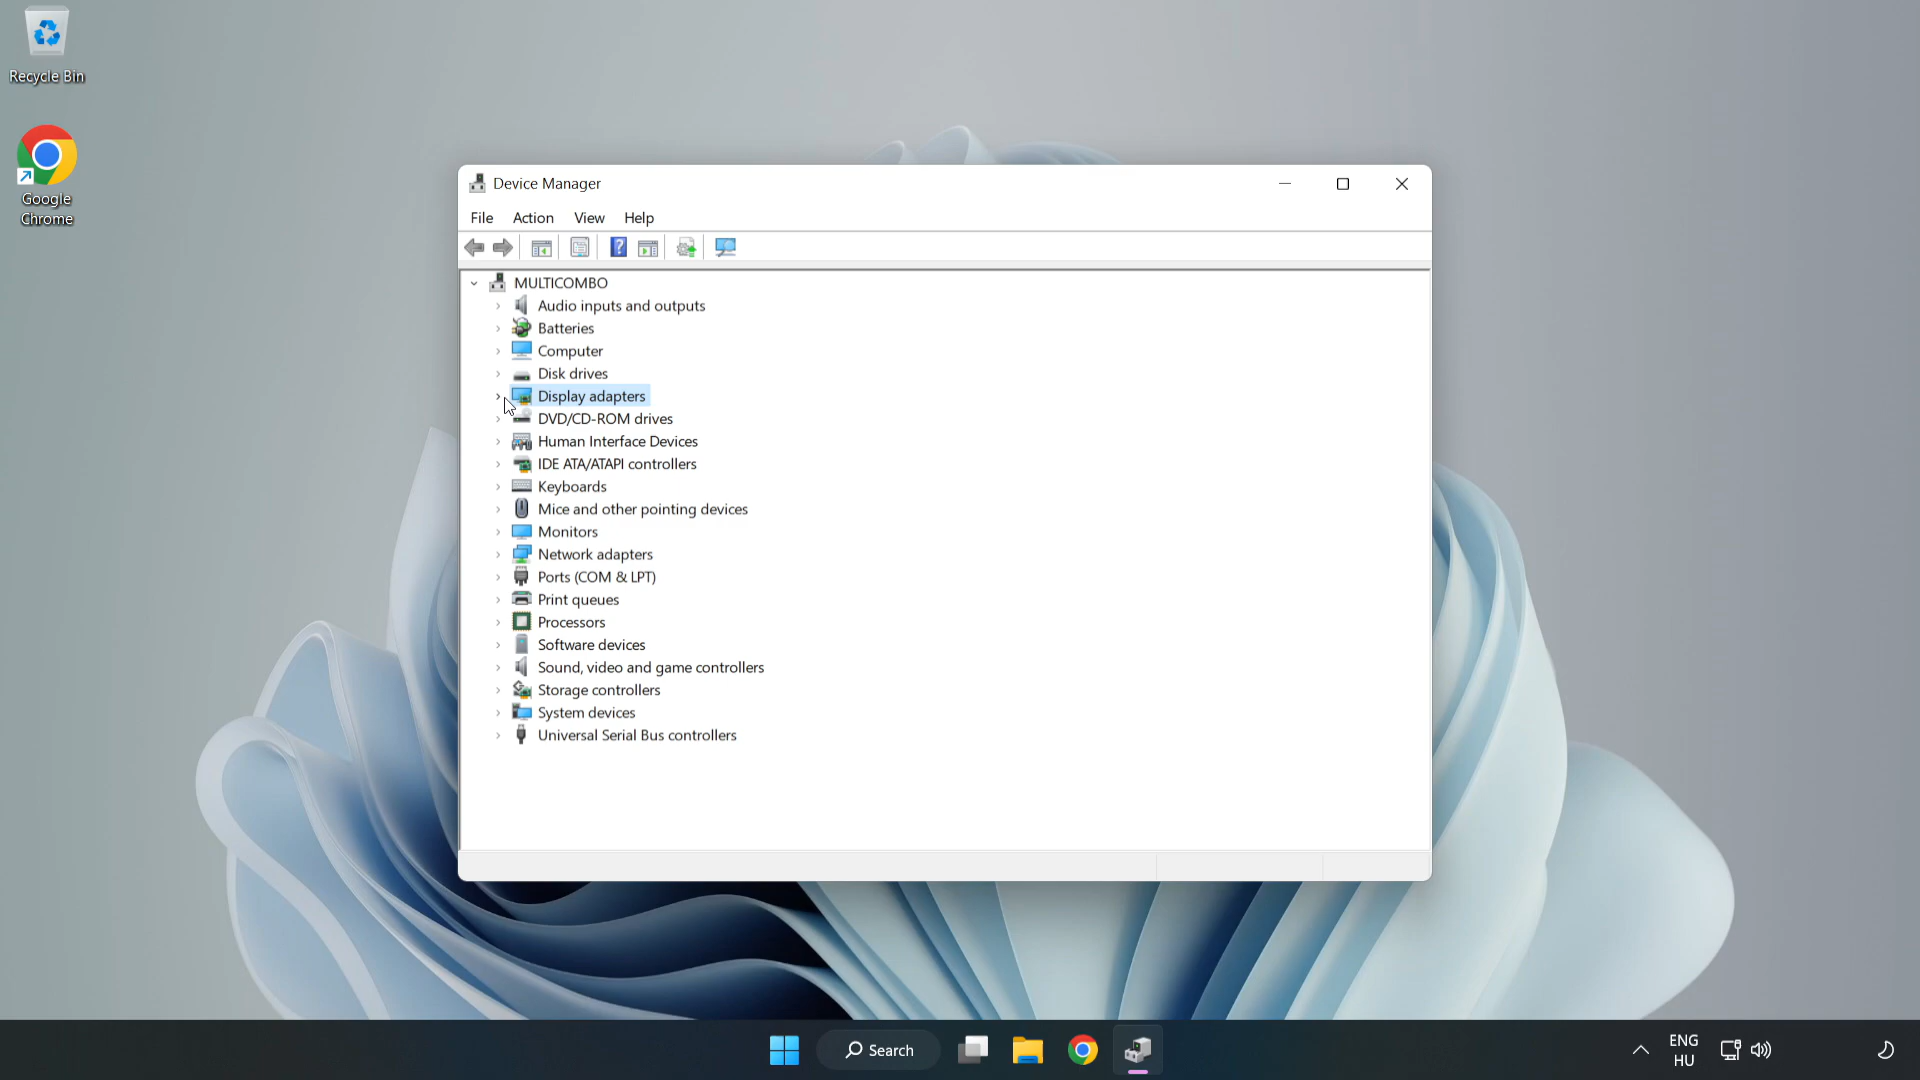 Recycle Bin
Google
Chrome
Device Manager
File Action View Help
MULTICOMBO
Audio inputs and outputs
Batteries
Computer
Disk drives
Display adapters
DVD/CD-ROM drives
Human Interface Devices
IDE ATA/ATAPI controllers
Keyboards
Mice and other pointing devices
Monitors
Network adapters
Ports (COM & LPT)
Print queues
Processors
Software devices
Sound, video and game controllers
Storage controllers
System devices
Universal Serial Bus controllers
Search
ENG
HU